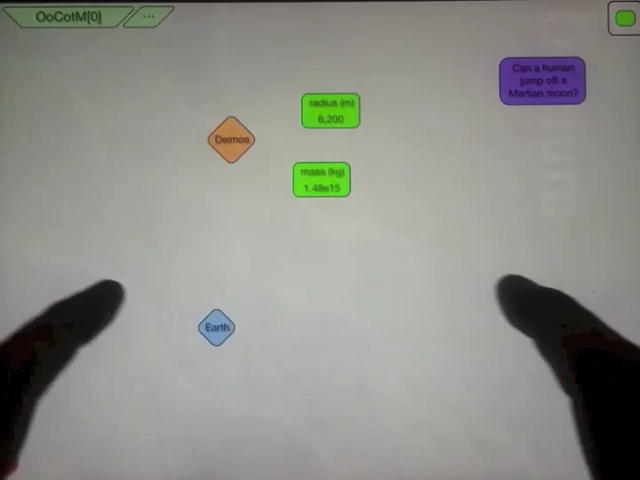 OoCotM[0]
...
Can a human
jump off a
Martian moon?
radius (m)
6,200
Deimos
mass (kg)
1.48e15
Earth